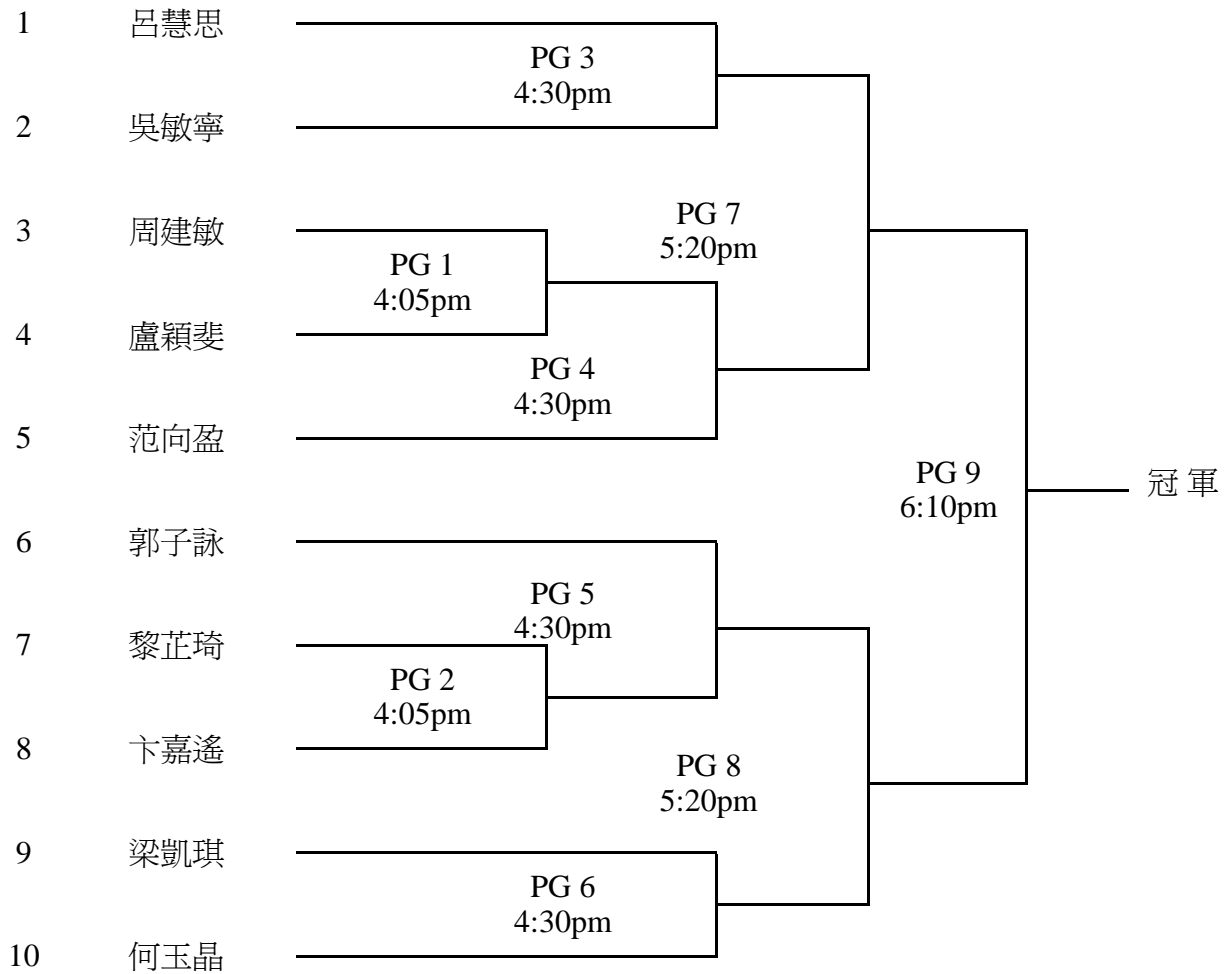 1 呂慧思
PG 3
4:30pm
2 吳敏寧
3 周建敏
PG 7
5:20pm
PG 1
4:05pm
4 盧穎斐
PG 4
4:30pm
5 范向盈
PG 9
6:10pm
冠軍
6 郭子詠
PG 5
4:30pm
7 黎芷琦
PG 2
4:05pm
8 卞嘉遙
PG 8
5:20pm
9 梁凱琪
PG 6
4:30pm
10 何玉晶